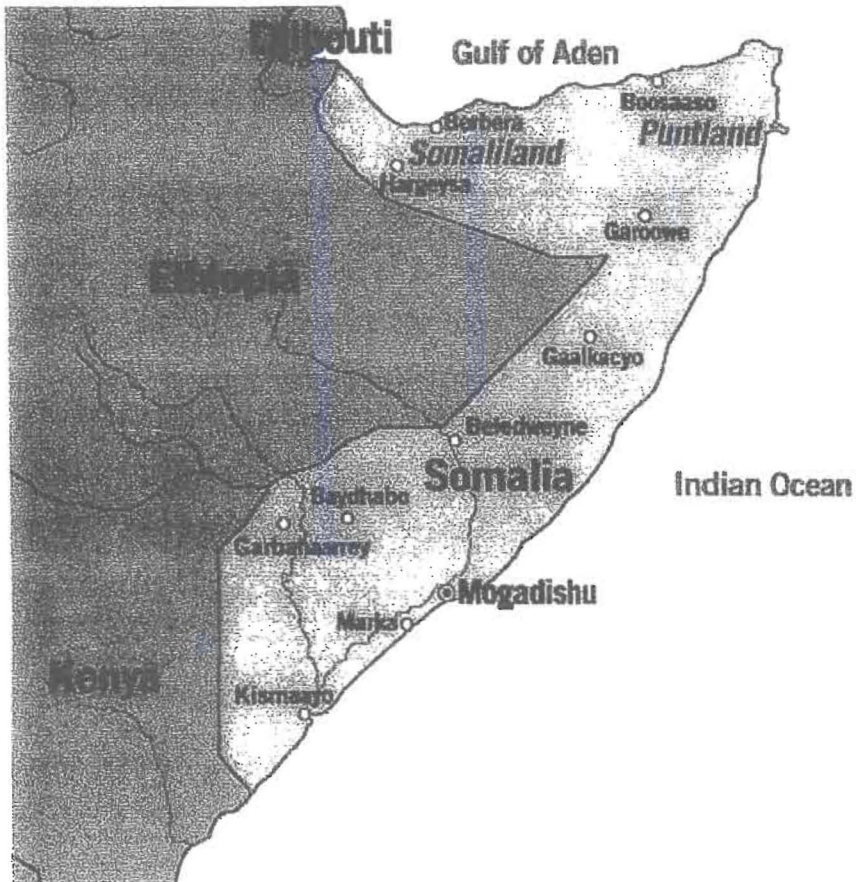 Djibouti
Gulf of Aden
Boosaaso
Berbera
Puntland
Somaliland
Hargeysa
Garoowe
Ethiopia
Gaalkacyo
Beledweyne
Somalia
Indian Ocean
Baydhabo
Garbahaarrey
Mogadishu
Marka
Kenya
Kismaayo